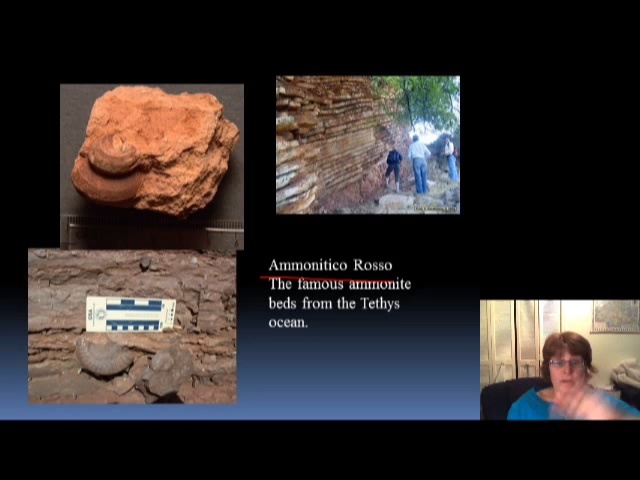 Ammonitico Rosso
The famous ammonite
beds from the Tethys
ocean.